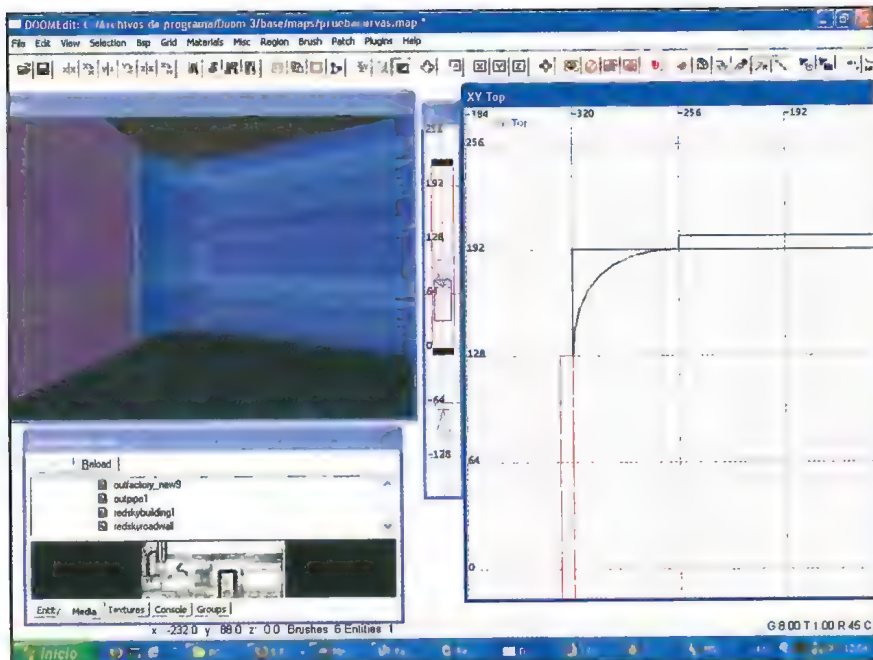 DOOMEdit: C:/Archivos de programa/Doom 3/base/maps/pruebacurvas.map *
File Edit View Selection Bsp Grid Materials Misc Region Brush Patch Plugins Help
XY Top
-384 -320 -256 -192
Top
256
192
128
64
0
192
128
64
0
-64
-128
Reload
outfactory_new9
outpipe1
redskybuilding1
redskyroadwall
Entity Media Textures Console Groups
x -232.0 y 88.0 z 0.0 Brushes 6 Entities 1
G 8.00 T 1.00 R 45 C
Inicio